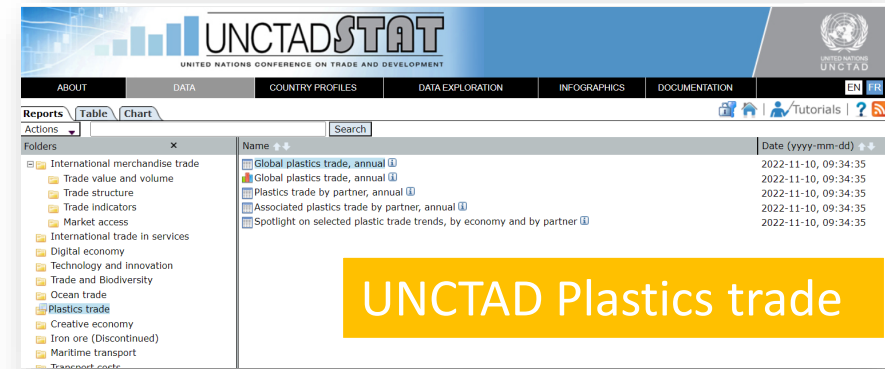 UNCTADSTAT
UNITED NATIONS CONFERENCE ON TRADE AND DEVELOPMENT
UNITED NATIONS
UNCTAD
ABOUT DATA COUNTRY PROFILES DATA EXPLORATION INFOGRAPHICS DOCUMENTATION EN FR
Reports Table Chart Tutorials ?
Actions Search
Folders × Name Date (yyyy-mm-dd)
International merchandise trade
Trade value and volume
Trade structure
Trade indicators
Market access
International trade in services
Digital economy
Technology and innovation
Trade and Biodiversity
Ocean trade
Plastics trade
Creative economy
Iron ore (Discontinued)
Maritime transport
Transport costs
Global plastics trade, annual 2022-11-10, 09:34:35
Global plastics trade, annual 2022-11-10, 09:34:35
Plastics trade by partner, annual 2022-11-10, 09:34:35
Associated plastics trade by partner, annual 2022-11-10, 09:34:35
Spotlight on selected plastic trade trends, by economy and by partner 2022-11-10, 09:34:35
UNCTAD Plastics trade